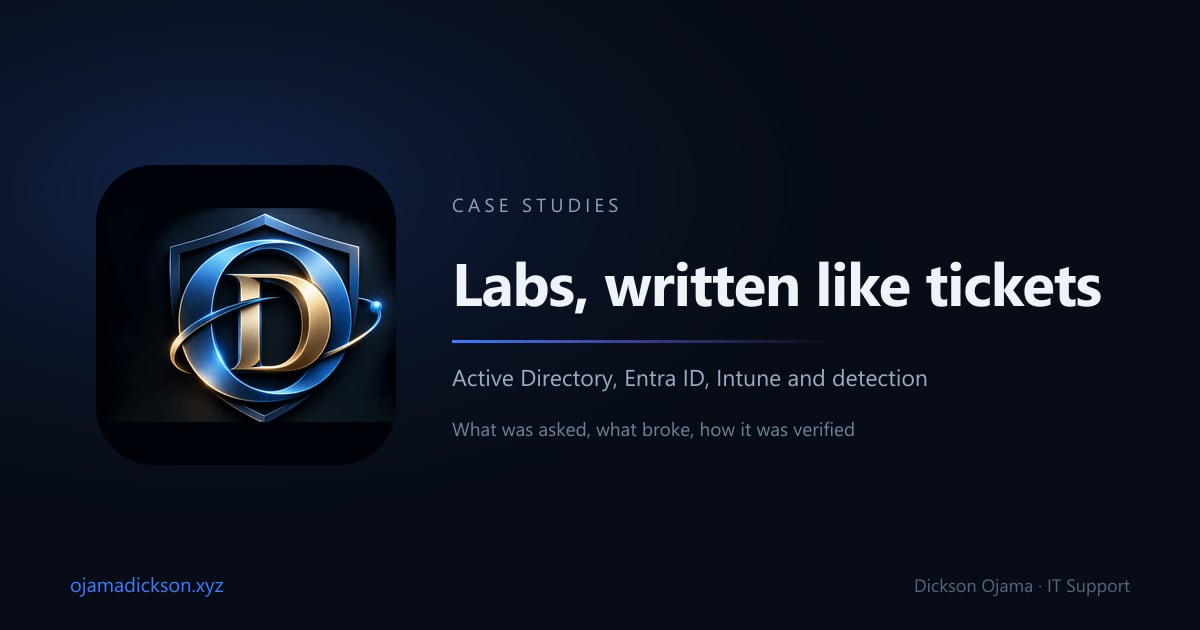 CASE STUDIES
Labs, written like tickets
Active Directory, Entra ID, Intune and detection
What was asked, what broke, how it was verified
OD
ojamadickson.xyz
Dickson Ojama · IT Support